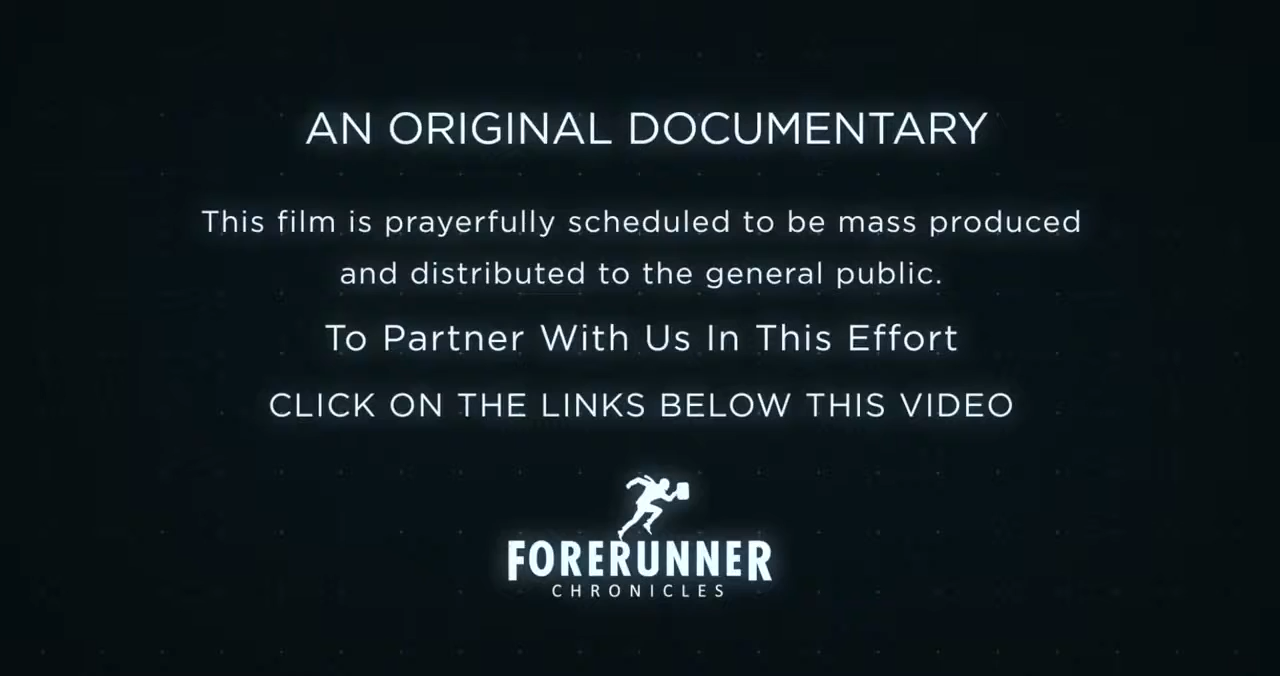 AN ORIGINAL DOCUMENTARY
This film is prayerfully scheduled to be mass produced
and distributed to the general public.
To Partner With Us In This Effort
CLICK ON THE LINKS BELOW THIS VIDEO
FORERUNNER
CHRONICLES